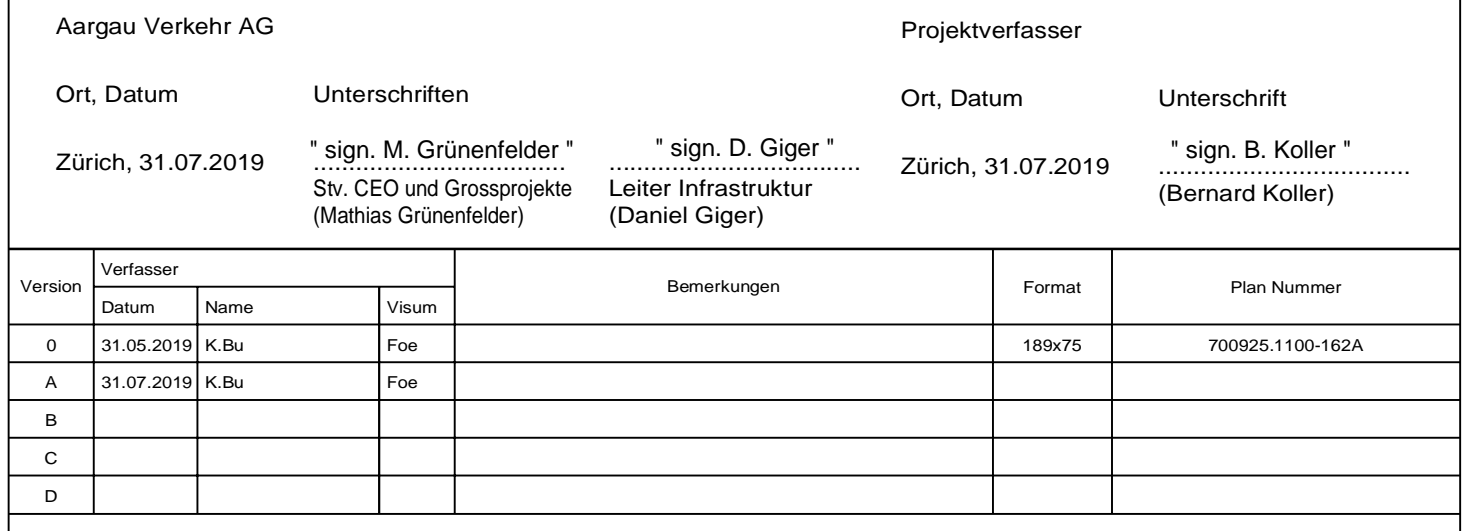 Aargau Verkehr AG
Projektverfasser
Ort, Datum Unterschriften
Ort, Datum Unterschrift
Zürich, 31.07.2019
" sign. M. Grünenfelder "
Stv. CEO und Grossprojekte
(Mathias Grünenfelder)
" sign. D. Giger "
Leiter Infrastruktur
(Daniel Giger)
Zürich, 31.07.2019
" sign. B. Koller "
(Bernard Koller)
Version Verfasser Bemerkungen Format Plan Nummer
Datum Name Visum
0 31.05.2019 K.Bu Foe 189x75 700925.1100-162A
A 31.07.2019 K.Bu Foe
B
C
D